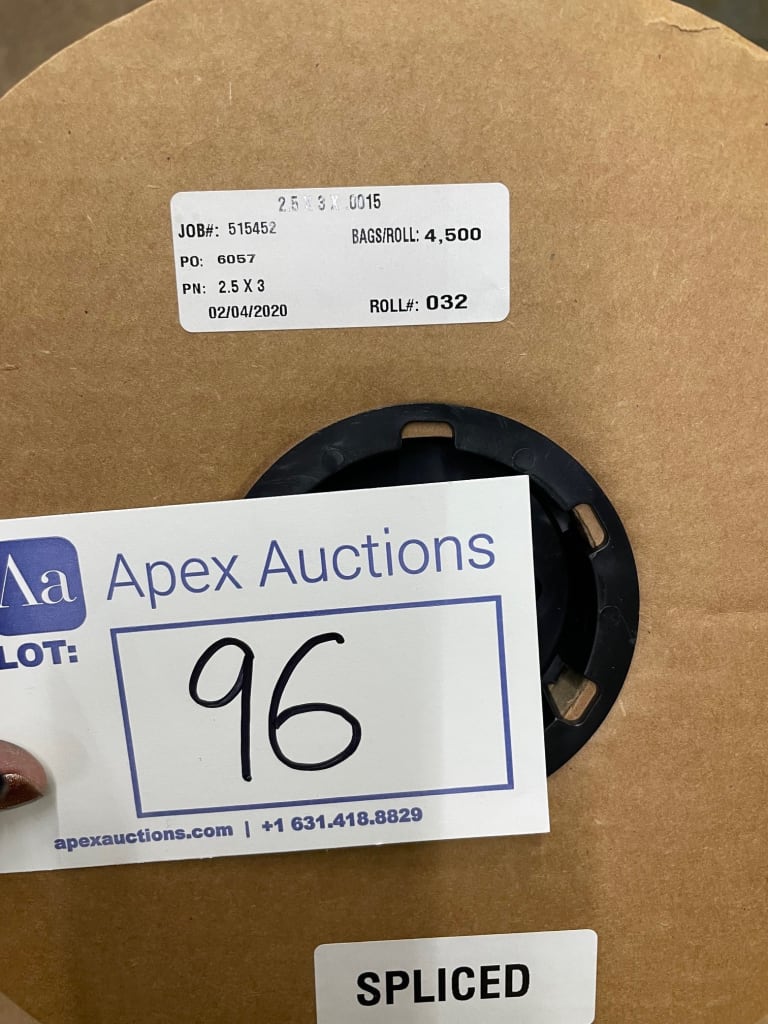 2.5 X 3 X .0015
JOB#: 515452 BAGS/ROLL: 4,500
PO: 6057
PN: 2.5 X 3
02/04/2020 ROLL#: 032
Aa Apex Auctions
LOT:
96
apexauctions.com | +1 631.418.8829
SPLICED